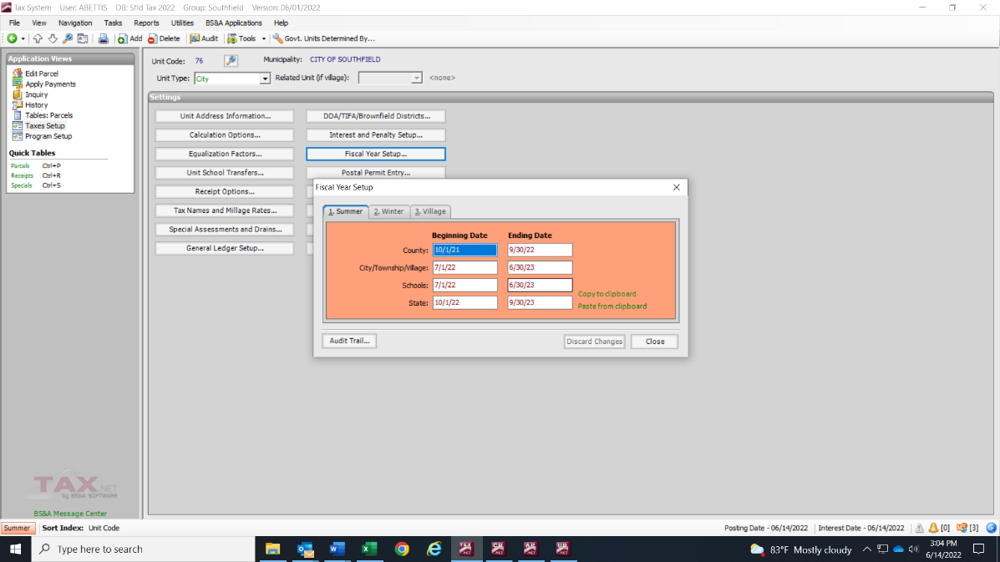 Tax System   User: ABETTIS   DB: Sfld Tax 2022   Group: Southfield   Version: 06/01/2022
File   View   Navigation   Tasks   Reports   Utilities   BS&A Applications   Help
Add   Delete   Audit   Tools   Govt. Units Determined By...
Application Views
Edit Parcel
Apply Payments
Inquiry
History
Tables: Parcels
Taxes Setup
Program Setup
Quick Tables
Parcels   Ctrl+P
Receipts   Ctrl+R
Specials   Ctrl+S
Unit Code:   76   Municipality:   CITY OF SOUTHFIELD
Unit Type:   City   Related Unit (if village):   <none>
Settings
Unit Address Information...   DDA/TIFA/Brownfield Districts...
Calculation Options...   Interest and Penalty Setup...
Equalization Factors...   Fiscal Year Setup...
Unit School Transfers...   Postal Permit Entry...
Receipt Options...
Tax Names and Millage Rates...
Special Assessments and Drains...
General Ledger Setup...
Fiscal Year Setup
1. Summer   2. Winter   3. Village
Beginning Date   Ending Date
County:   10/1/21   9/30/22
City/Township/Village:   7/1/22   6/30/23
Schools:   7/1/22   6/30/23
State:   10/1/22   9/30/23
Copy to clipboard
Paste from clipboard
Audit Trail...   Discard Changes   Close
TAX.NET
by BS&A SOFTWARE
BS&A Message Center
Summer   Sort Index:   Unit Code   Posting Date - 06/14/2022   Interest Date - 06/14/2022   [0]   [3]
Type here to search   83°F   Mostly cloudy   3:04 PM
6/14/2022